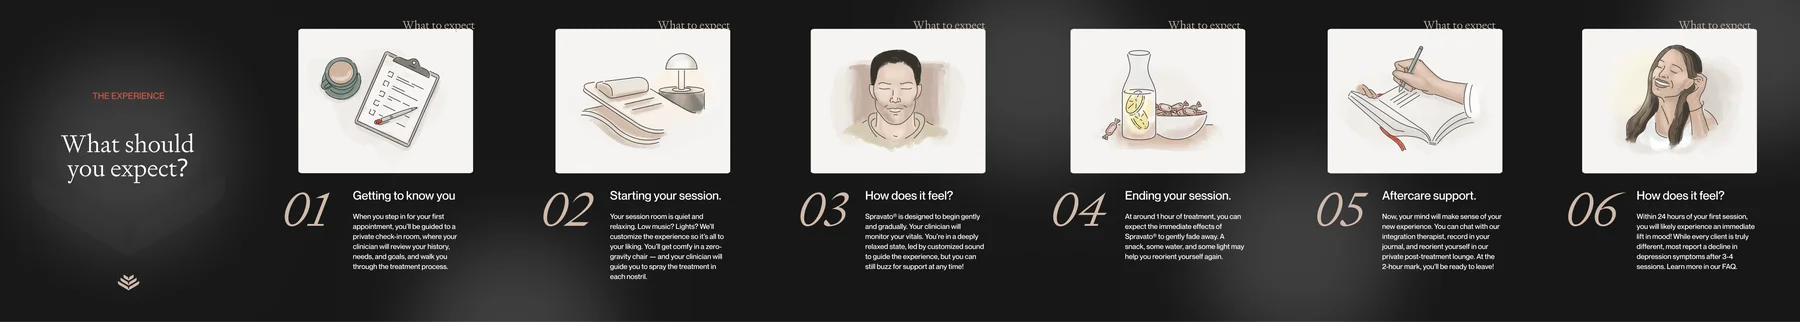 THE EXPERIENCE
What should
you expect?
What to expect
01
Getting to know you
When you step in for your first
appointment, you'll be guided to a
private check-in room, where your
clinician will review your history,
needs, and goals, and walk you
through the treatment process.
What to expect
02
Starting your session.
Your session room is quiet and
relaxing. Low music? Lights? We'll
customize the experience so it's all to
your liking. You'll get comfy in a zero-
gravity chair — and your clinician will
guide you to spray the treatment in
each nostril.
What to expect
03
How does it feel?
Spravato® is designed to begin gently
and gradually. Your clinician will
monitor your vitals. You're in a deeply
relaxed state, led by customized sound
to guide the experience, but you can
still buzz for support at any time!
What to expect
04
Ending your session.
At around 1 hour of treatment, you can
expect the immediate effects of
Spravato® to gently fade away. A
snack, some water, and some light may
help you reorient yourself again.
What to expect
05
Aftercare support.
Now, your mind will make sense of your
new experience. You can chat with our
integration therapist, record in your
journal, and reorient yourself in our
private post-treatment lounge. At the
2-hour mark, you'll be ready to leave!
What to expect
06
How does it feel?
Within 24 hours of your first session,
you will likely experience an immediate
lift in mood! While every client is truly
different, most report a decline in
depression symptoms after 3-4
sessions. Learn more in our FAQ.